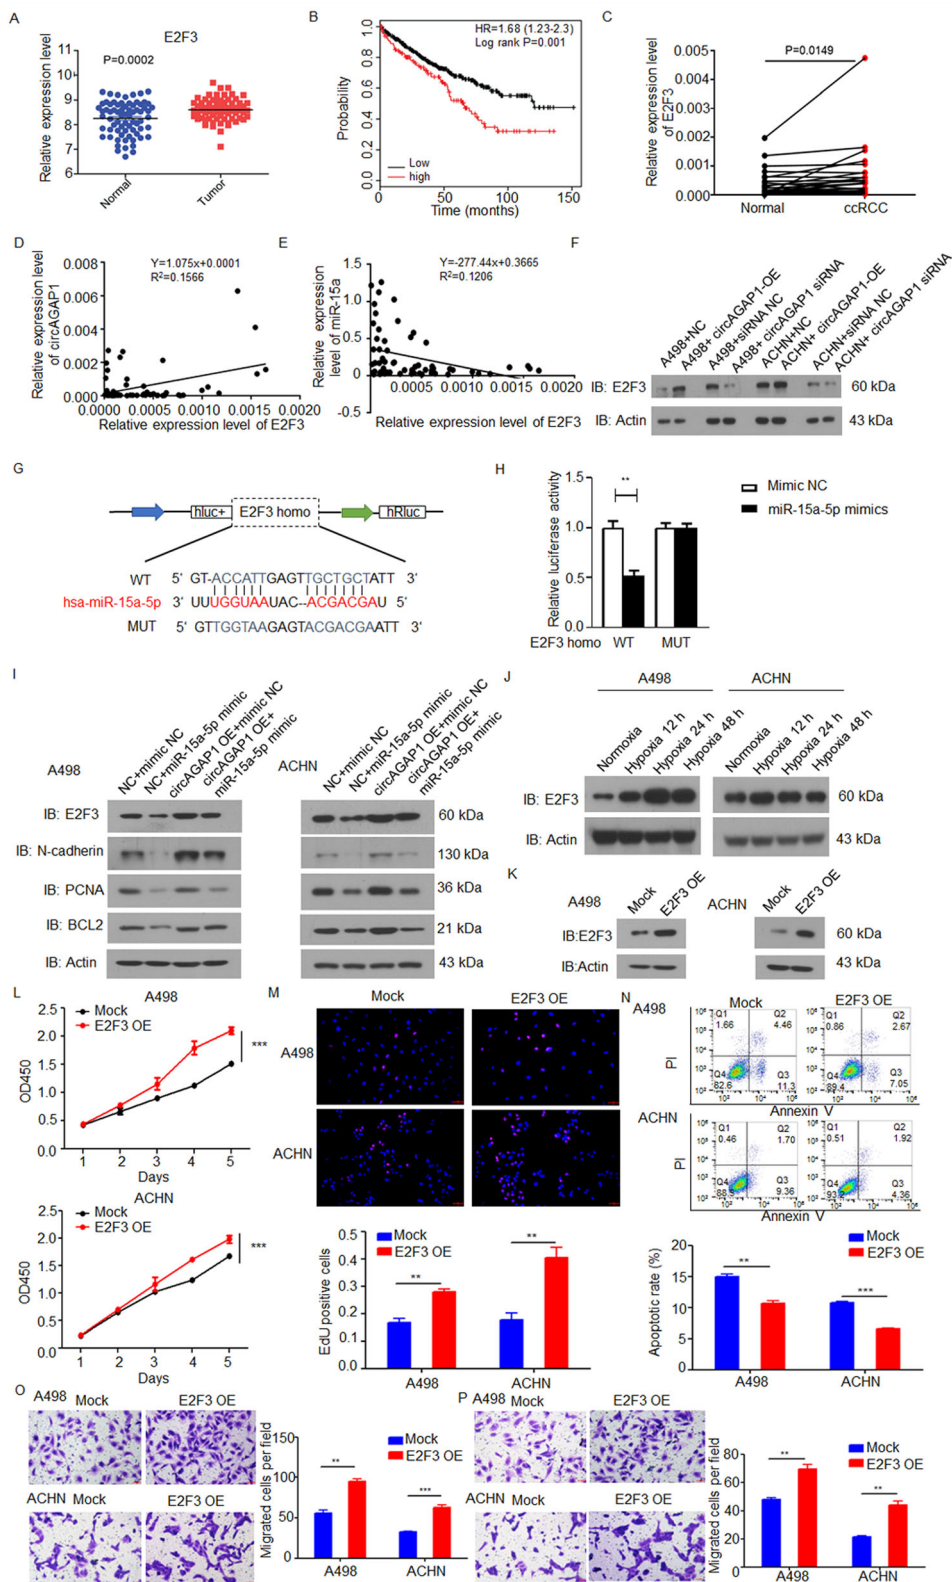 A
E2F3
P=0.0002
Relative expression level
11
10
9
8
7
6
Normal
Tumor
B
HR=1.68 (1.23-2.3)
Log rank P=0.001
Probability
1.0
0.8
0.6
0.4
0.2
0.0
Low
high
0 50 100 150
Time (months)
C
P=0.0149
Relative expression level
of E2F3
0.005
0.004
0.003
0.002
0.001
0.000
Normal
ccRCC
D
Y=1.075x+0.0001
R²=0.1566
Relative expression level
of circAGAP1
0.008
0.006
0.004
0.002
0.000
0.0000 0.0005 0.0010 0.0015 0.0020
Relative expression level of E2F3
E
Y=-277.44x+0.3665
R²=0.1206
Relative expression
level of miR-15a
1.5
1.0
0.5
0.0
-0.5
0.0000 0.0005 0.0010 0.0015 0.0020
Relative expression level of E2F3
F
A498+NC
A498+ circAGAP1-OE
A498+siRNA NC
A498+ circAGAP1 siRNA
ACHN+NC
ACHN+ circAGAP1-OE
ACHN+siRNA NC
ACHN+ circAGAP1 siRNA
IB: E2F3
60 kDa
IB: Actin
43 kDa
G
hluc+
E2F3 homo
hRluc
WT 5' GT-ACCATTGAGTTGCTGCTATT 3'
hsa-miR-15a-5p 3' UUUGGUAAUAC--ACGACGAU 5'
MUT 5' GTTGGTAAGAGTACGACGAATT 3'
H
Relative luciferase activity
1.5
1.0
0.5
0.0
**
Mimic NC
miR-15a-5p mimics
E2F3 homo WT MUT
I
A498
NC+mimic NC
NC+miR-15a-5p mimic
circAGAP1 OE+mimic NC
circAGAP1 OE+
miR-15a-5p mimic
ACHN
NC+mimic NC
NC+miR-15a-5p mimic
circAGAP1 OE+mimic NC
circAGAP1 OE+
miR-15a-5p mimic
IB: E2F3
60 kDa
IB: N-cadherin
130 kDa
IB: PCNA
36 kDa
IB: BCL2
21 kDa
IB: Actin
43 kDa
J
A498
ACHN
Normoxia
Hypoxia 12 h
Hypoxia 24 h
Hypoxia 48 h
Normoxia
Hypoxia 12 h
Hypoxia 24 h
Hypoxia 48 h
IB: E2F3
60 kDa
IB: Actin
43 kDa
K
A498
Mock
E2F3 OE
ACHN
Mock
E2F3 OE
IB:E2F3
60 kDa
IB:Actin
43 kDa
L
A498
Mock
E2F3 OE
OD450
2.5
2.0
1.5
1.0
0.5
0.0
***
1 2 3 4 5
Days
ACHN
Mock
E2F3 OE
OD450
2.5
2.0
1.5
1.0
0.5
0.0
***
1 2 3 4 5
Days
M
Mock
E2F3 OE
A498
ACHN
Mock
E2F3 OE
EdU positive cells
0.5
0.4
0.3
0.2
0.1
0.0
**
**
A498
ACHN
N
A498
Mock
E2F3 OE
PI
Q1
1.66
Q2
4.46
Q4
82.6
Q3
11.3
Q1
0.86
Q2
2.67
Q4
89.4
Q3
7.05
Annexin V
ACHN
PI
Q1
0.46
Q2
1.70
Q4
88.5
Q3
9.36
Q1
0.51
Q2
1.92
Q4
Q3
4.36
Annexin V
Mock
E2F3 OE
Apoptotic rate (%)
20
15
10
5
0
**
***
A498
ACHN
O
A498
Mock
E2F3 OE
ACHN
Mock
E2F3 OE
Migrated cells per field
150
100
50
0
Mock
E2F3 OE
**
***
A498
ACHN
P
A498
Mock
E2F3 OE
ACHN
Mock
E2F3 OE
Migrated cells per field
80
60
40
20
0
Mock
E2F3 OE
**
**
A498
ACHN